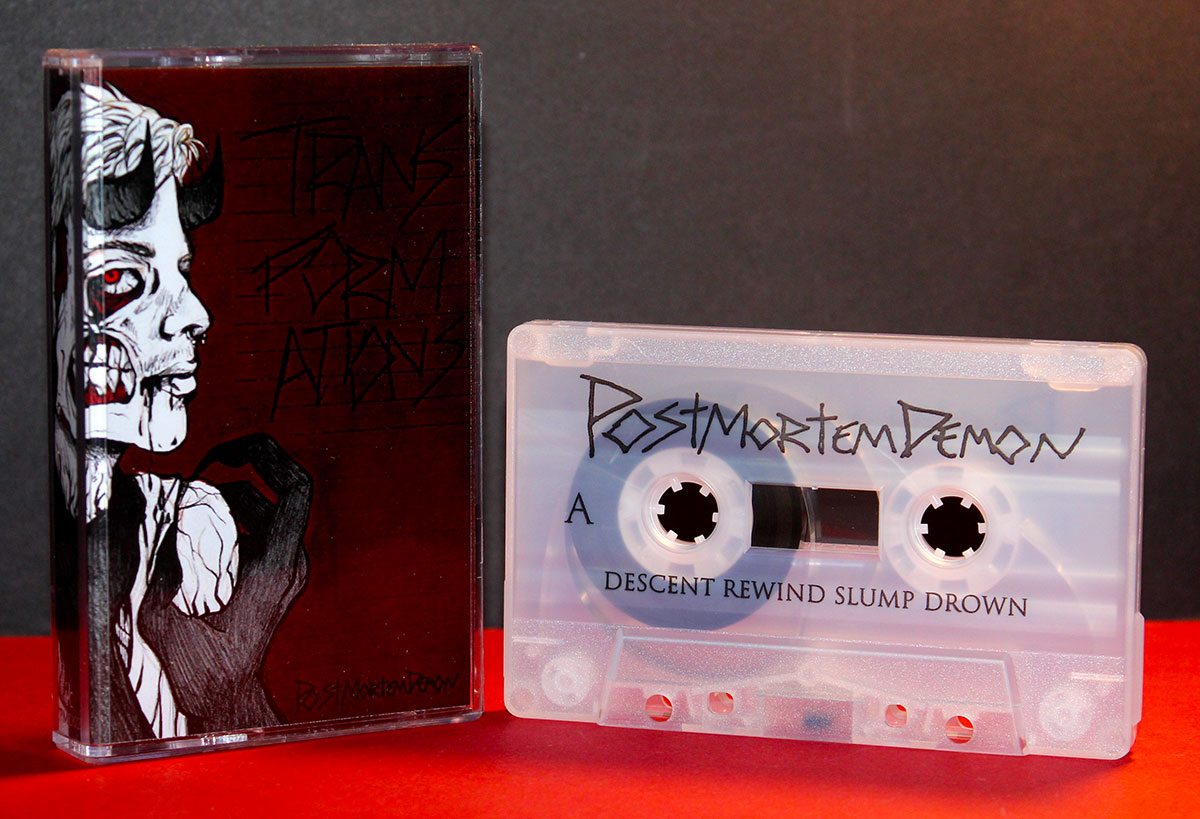 TRANS
FORM
ATIONS
PostMortemDemon
PostMortemDemon
A
DESCENT REWIND SLUMP DROWN